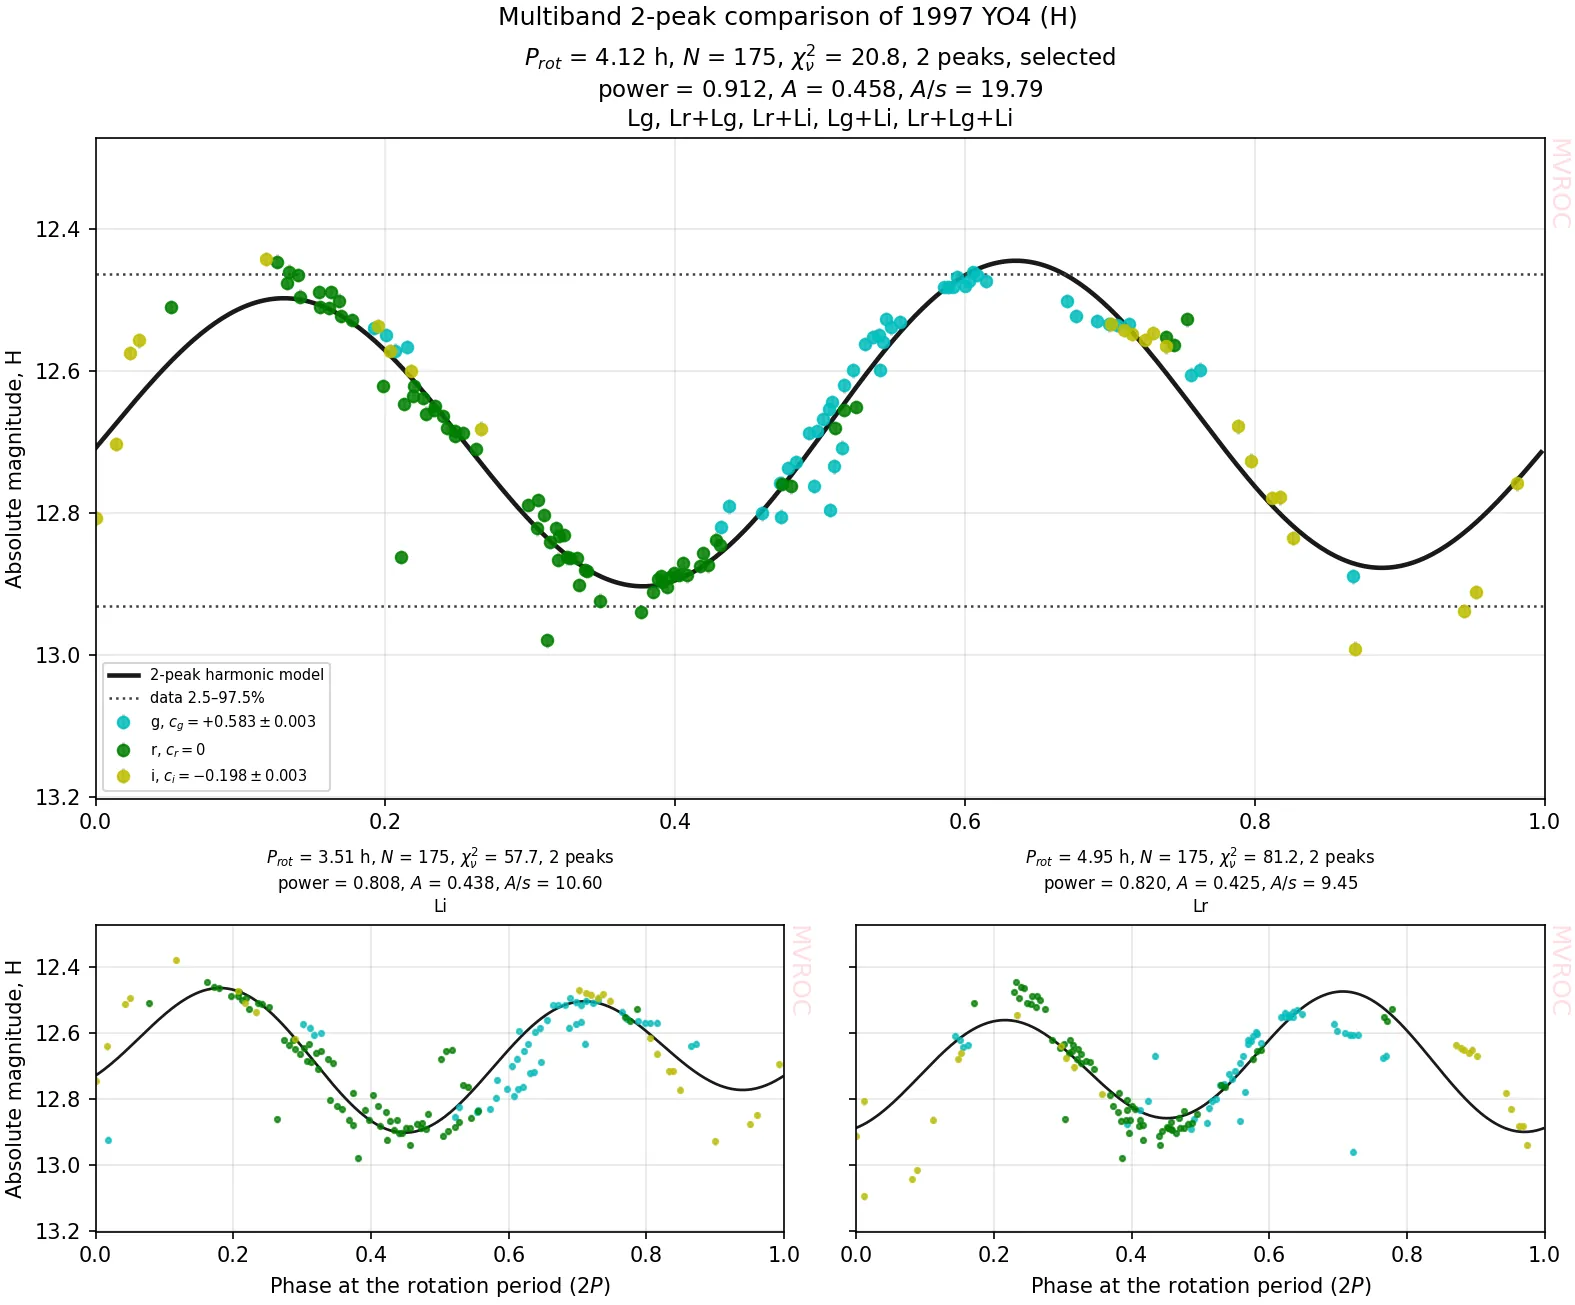 Multiband 2-peak comparison of 1997 YO4 (H)
P_rot = 4.12 h, N = 175, χ²_ν = 20.8, 2 peaks, selected
power = 0.912, A = 0.458, A/s = 19.79
Lg, Lr+Lg, Lr+Li, Lg+Li, Lr+Lg+Li
MVROC
Absolute magnitude, H
12.4
12.6
12.8
13.0
13.2
2-peak harmonic model
data 2.5–97.5%
g, c_g = +0.583 ± 0.003
r, c_r = 0
i, c_i = −0.198 ± 0.003
0.0 0.2 0.4 0.6 0.8 1.0
P_rot = 3.51 h, N = 175, χ²_ν = 57.7, 2 peaks
power = 0.808, A = 0.438, A/s = 10.60
Li
MVROC
Absolute magnitude, H
12.4
12.6
12.8
13.0
13.2
0.0 0.2 0.4 0.6 0.8 1.0
Phase at the rotation period (2P)
P_rot = 4.95 h, N = 175, χ²_ν = 81.2, 2 peaks
power = 0.820, A = 0.425, A/s = 9.45
Lr
MVROC
0.0 0.2 0.4 0.6 0.8 1.0
Phase at the rotation period (2P)